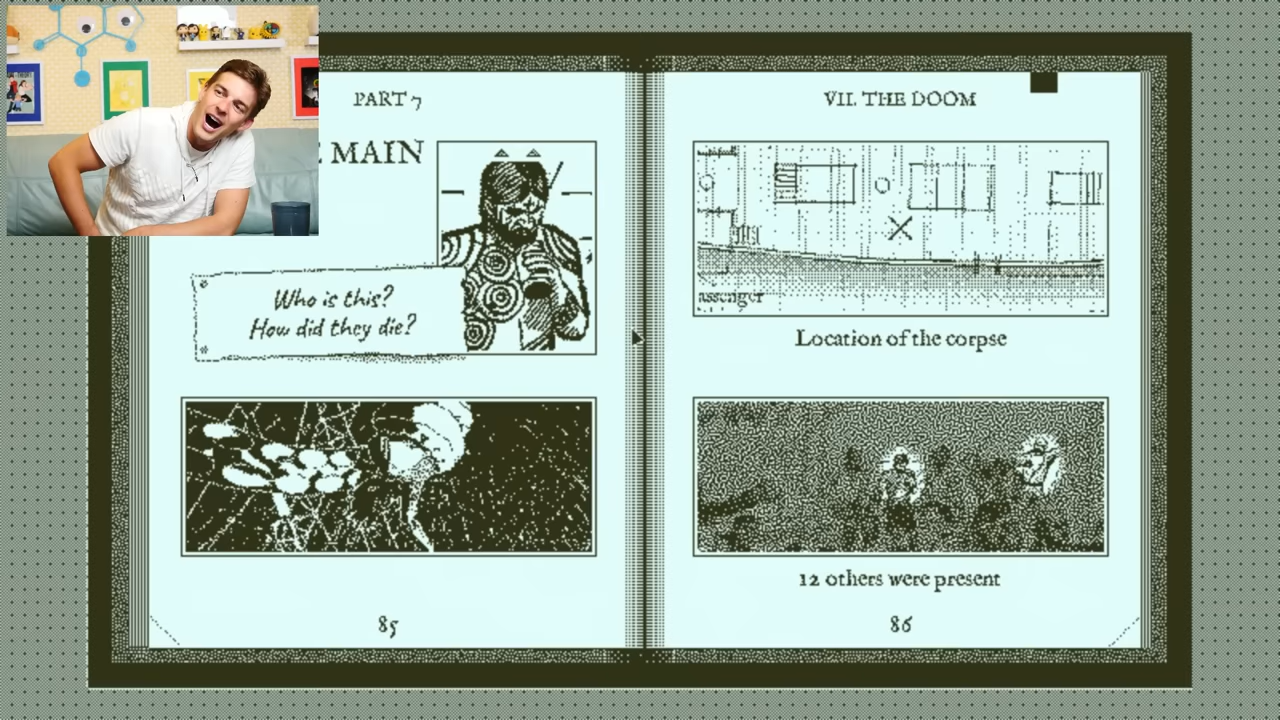 PART 7
MAIN
Who is this?
How did they die?
85
VII. THE DOOM
assenger
Location of the corpse
12 others were present
86